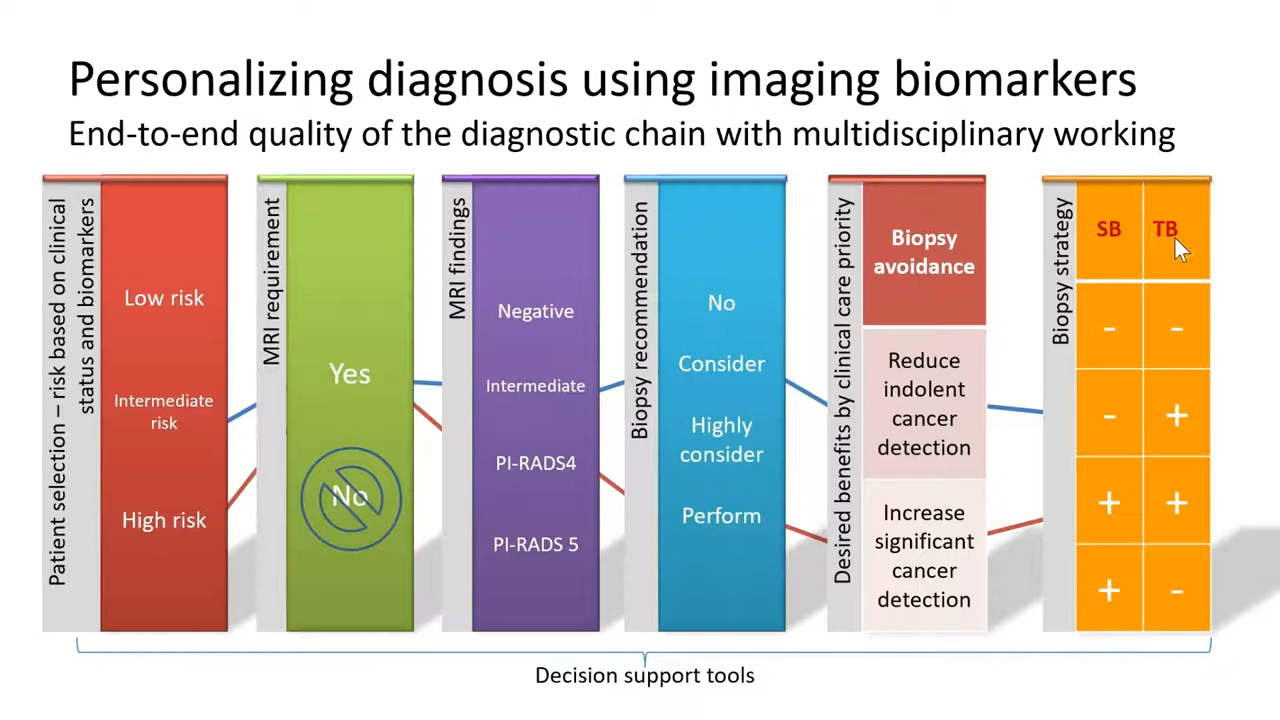 Personalizing diagnosis using imaging biomarkers
End-to-end quality of the diagnostic chain with multidisciplinary working
Patient selection – risk based on clinical
status and biomarkers
Low risk
Intermediate
risk
High risk
MRI requirement
Yes
No
MRI findings
Negative
Intermediate
PI-RADS4
PI-RADS 5
Biopsy recommendation
No
Consider
Highly
consider
Perform
Desired benefits by clinical care priority
Biopsy
avoidance
Reduce
indolent
cancer
detection
Increase
significant
cancer
detection
Biopsy strategy
SB TB
- -
- +
+ +
+ -
Decision support tools